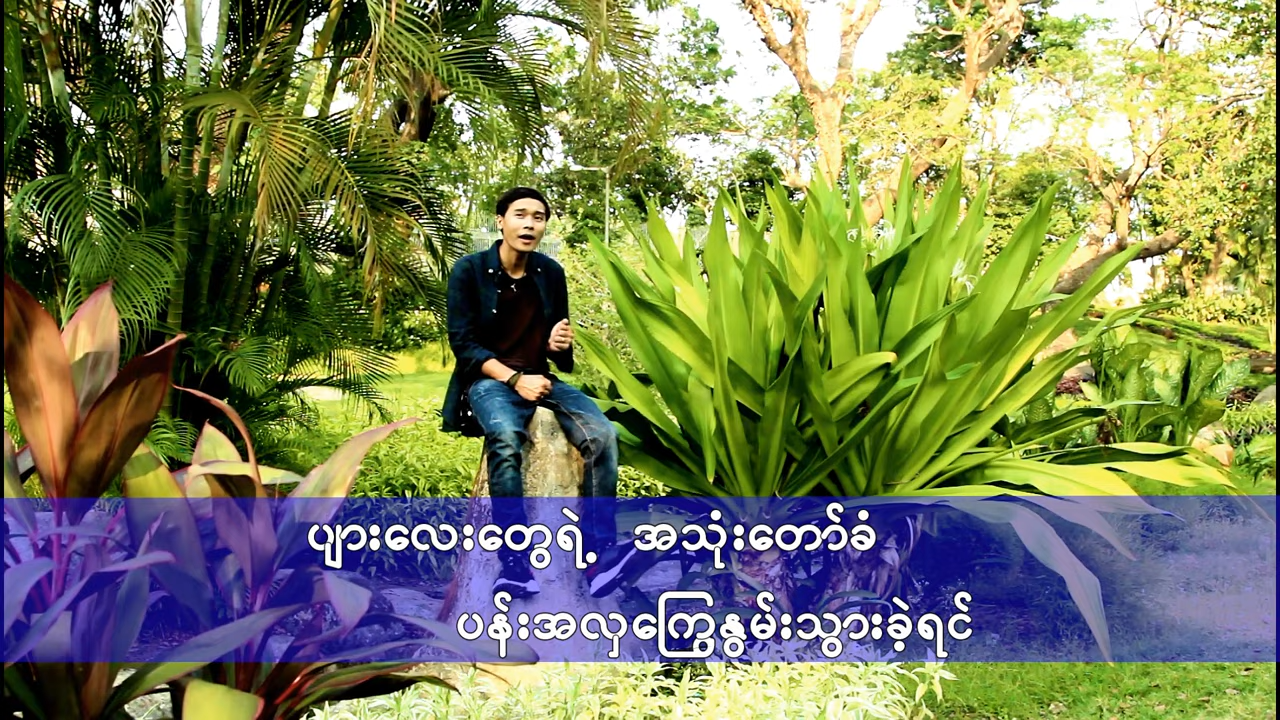 ပျားလေးတွေရဲ့ အသုံးတော်ခံ
ပန်းအလှကြွေနွမ်းသွားခဲ့ရင်